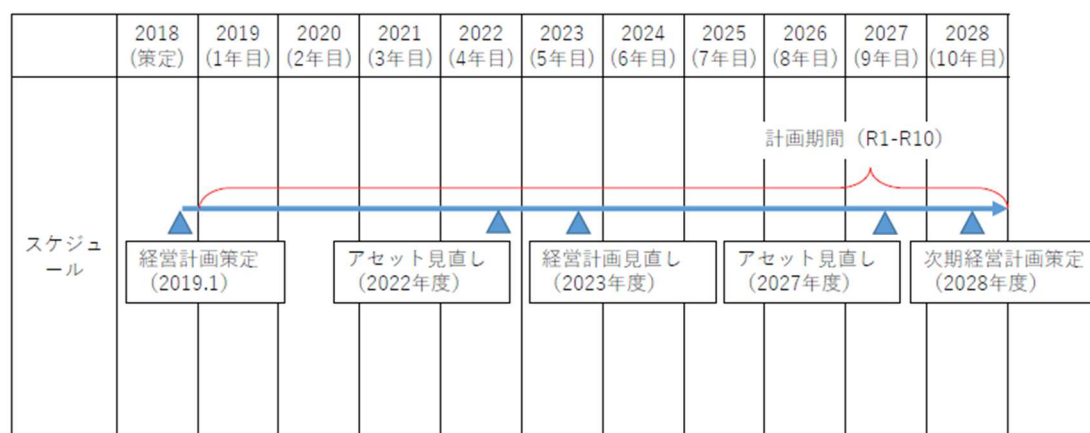 2018 2019 2020 2021 2022 2023 2024 2025 2026 2027 2028
(策定) (1年目) (2年目) (3年目) (4年目) (5年目) (6年目) (7年目) (8年目) (9年目) (10年目)
計画期間（R1-R10）
スケジュ
ール
経営計画策定
（2019.1）
アセット見直し
（2022年度）
経営計画見直し
（2023年度）
アセット見直し
（2027年度）
次期経営計画策定
（2028年度）